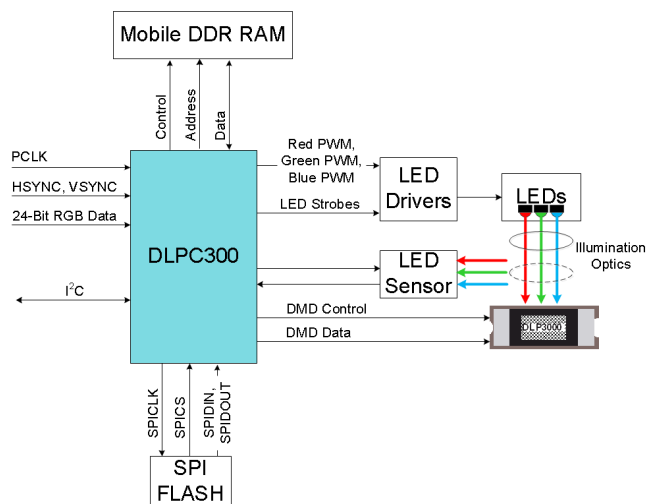 Mobile DDR RAM
Control
Address
Data
PCLK
HSYNC, VSYNC
24-Bit RGB Data
I²C
DLPC300
Red PWM,
Green PWM,
Blue PWM
LED Strobes
LED
Drivers
LEDs
Illumination
Optics
LED
Sensor
DMD Control
DMD Data
DLP3000
SPICLK
SPICS
SPIDIN,
SPIDOUT
SPI
FLASH